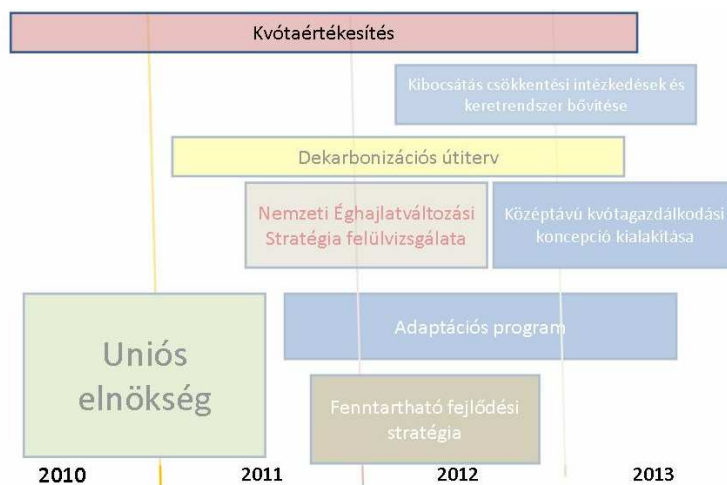 Kvótaértékesítés
Kibocsátás csökkentési intézkedések és
keretrendszer bővítése
Dekarbonizációs útiterv
Nemzeti Éghajlatváltozási
Stratégia felülvizsgálata
Középtávú kvótagazdálkodási
koncepció kialakítása
Uniós
elnökség
Adaptációs program
Fenntartható fejlődési
stratégia
2010 2011 2012 2013